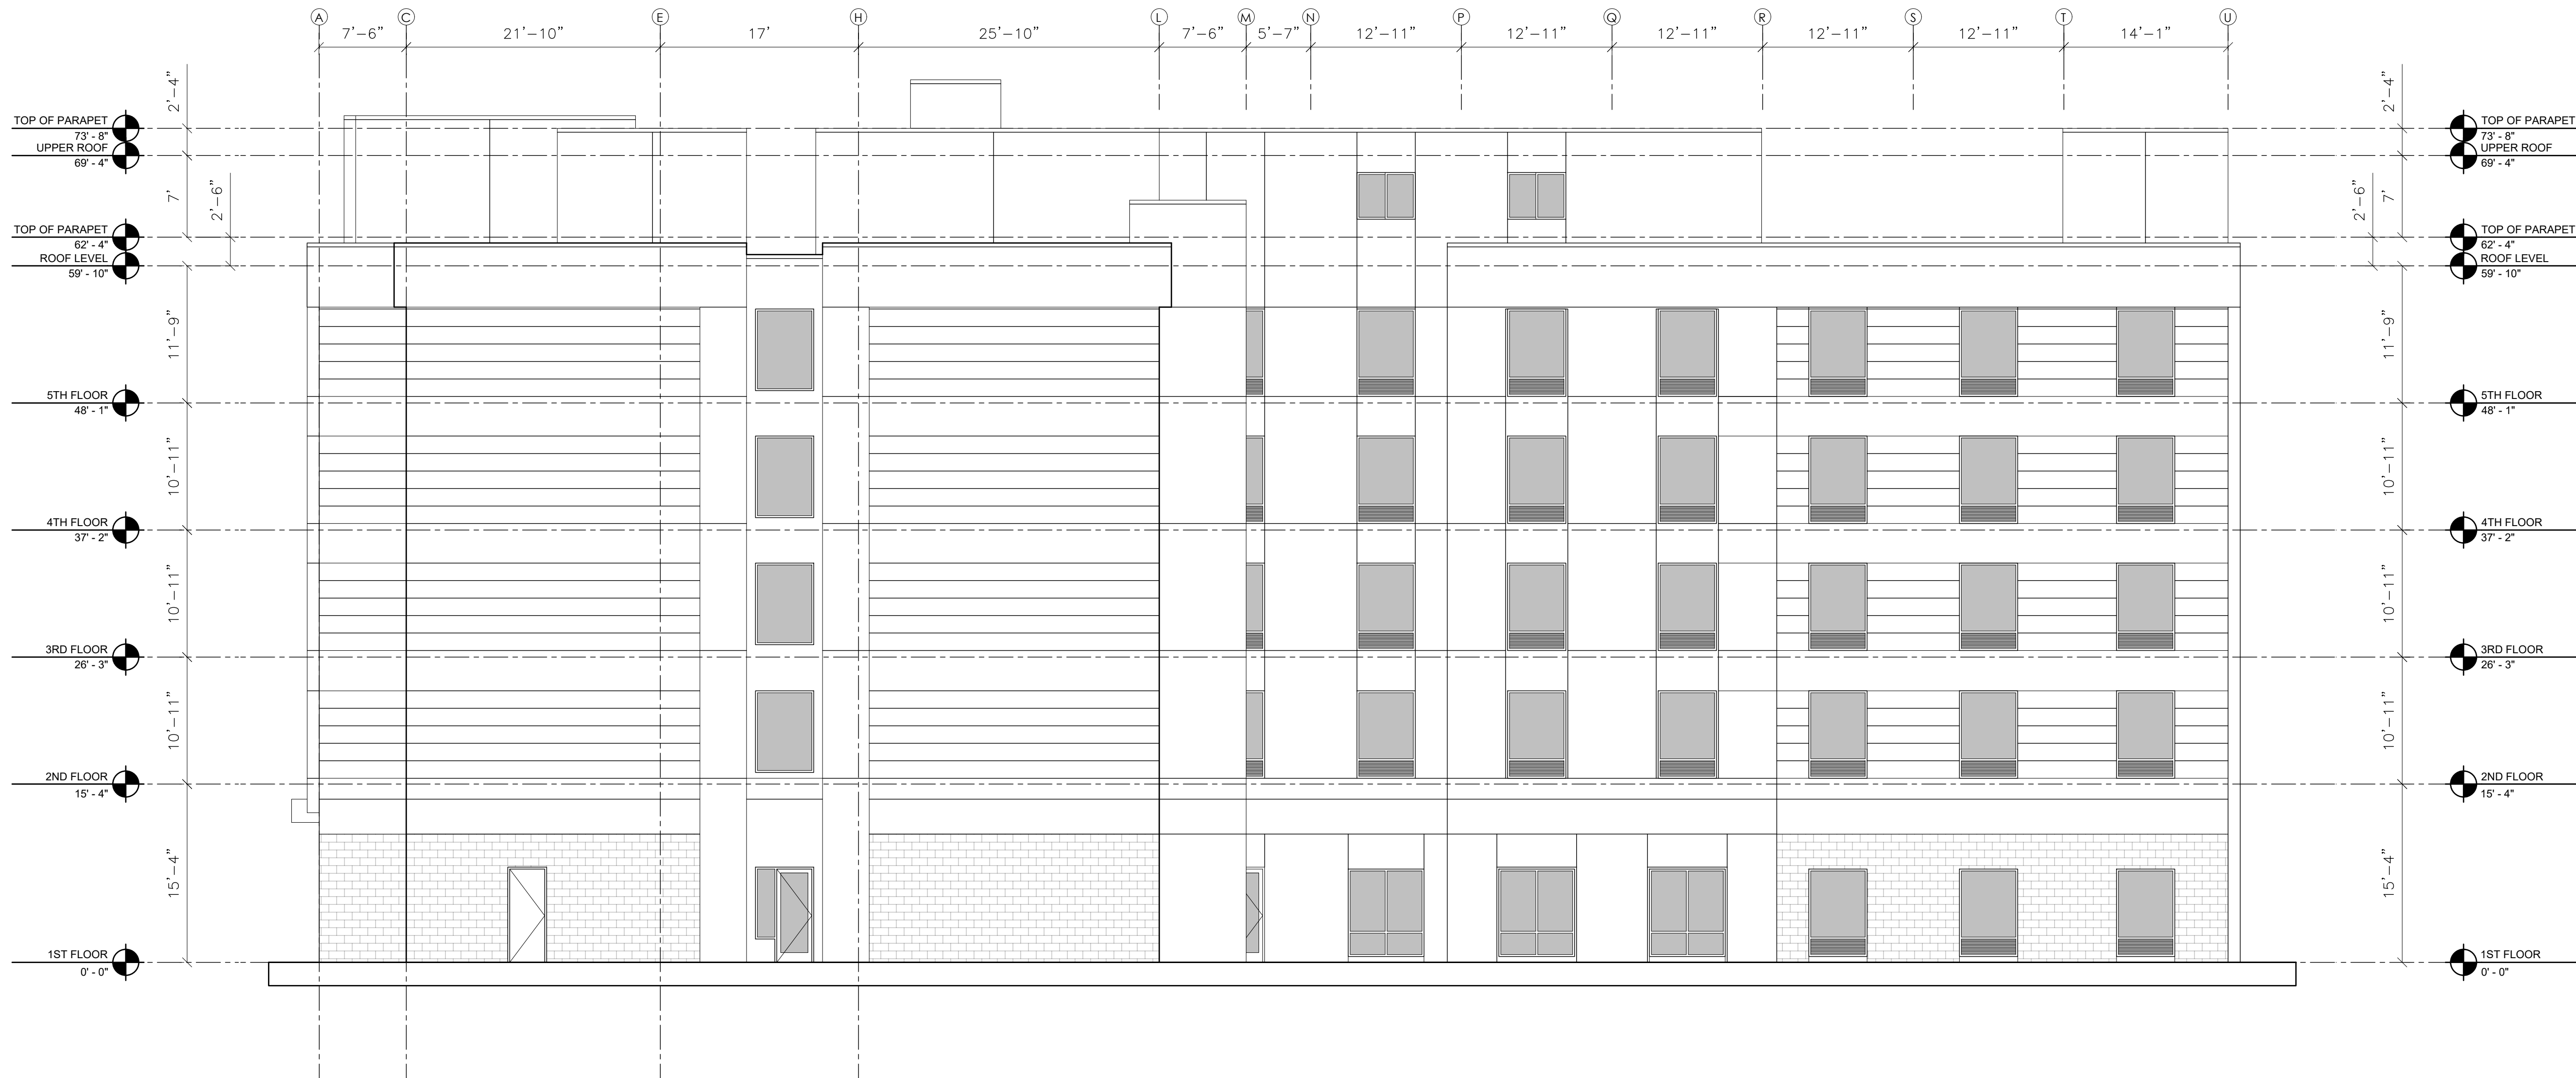 A C E H L M N P Q R S T U
7'-6" 21'-10" 17' 25'-10" 7'-6" 5'-7" 12'-11" 12'-11" 12'-11" 12'-11" 12'-11" 14'-1"
2'-4" 2'-4"
TOP OF PARAPET TOP OF PARAPET
73' - 8" 73' - 8"
UPPER ROOF UPPER ROOF
69' - 4" 69' - 4"
7' 2'-6" 2'-6" 7'
TOP OF PARAPET TOP OF PARAPET
62' - 4" 62' - 4"
ROOF LEVEL ROOF LEVEL
59' - 10" 59' - 10"
11'-9" 11'-9"
5TH FLOOR 5TH FLOOR
48' - 1" 48' - 1"
10'-11" 10'-11"
4TH FLOOR 4TH FLOOR
37' - 2" 37' - 2"
10'-11" 10'-11"
3RD FLOOR 3RD FLOOR
26' - 3" 26' - 3"
10'-11" 10'-11"
2ND FLOOR 2ND FLOOR
15' - 4" 15' - 4"
15'-4" 15'-4"
1ST FLOOR 1ST FLOOR
0' - 0" 0' - 0"